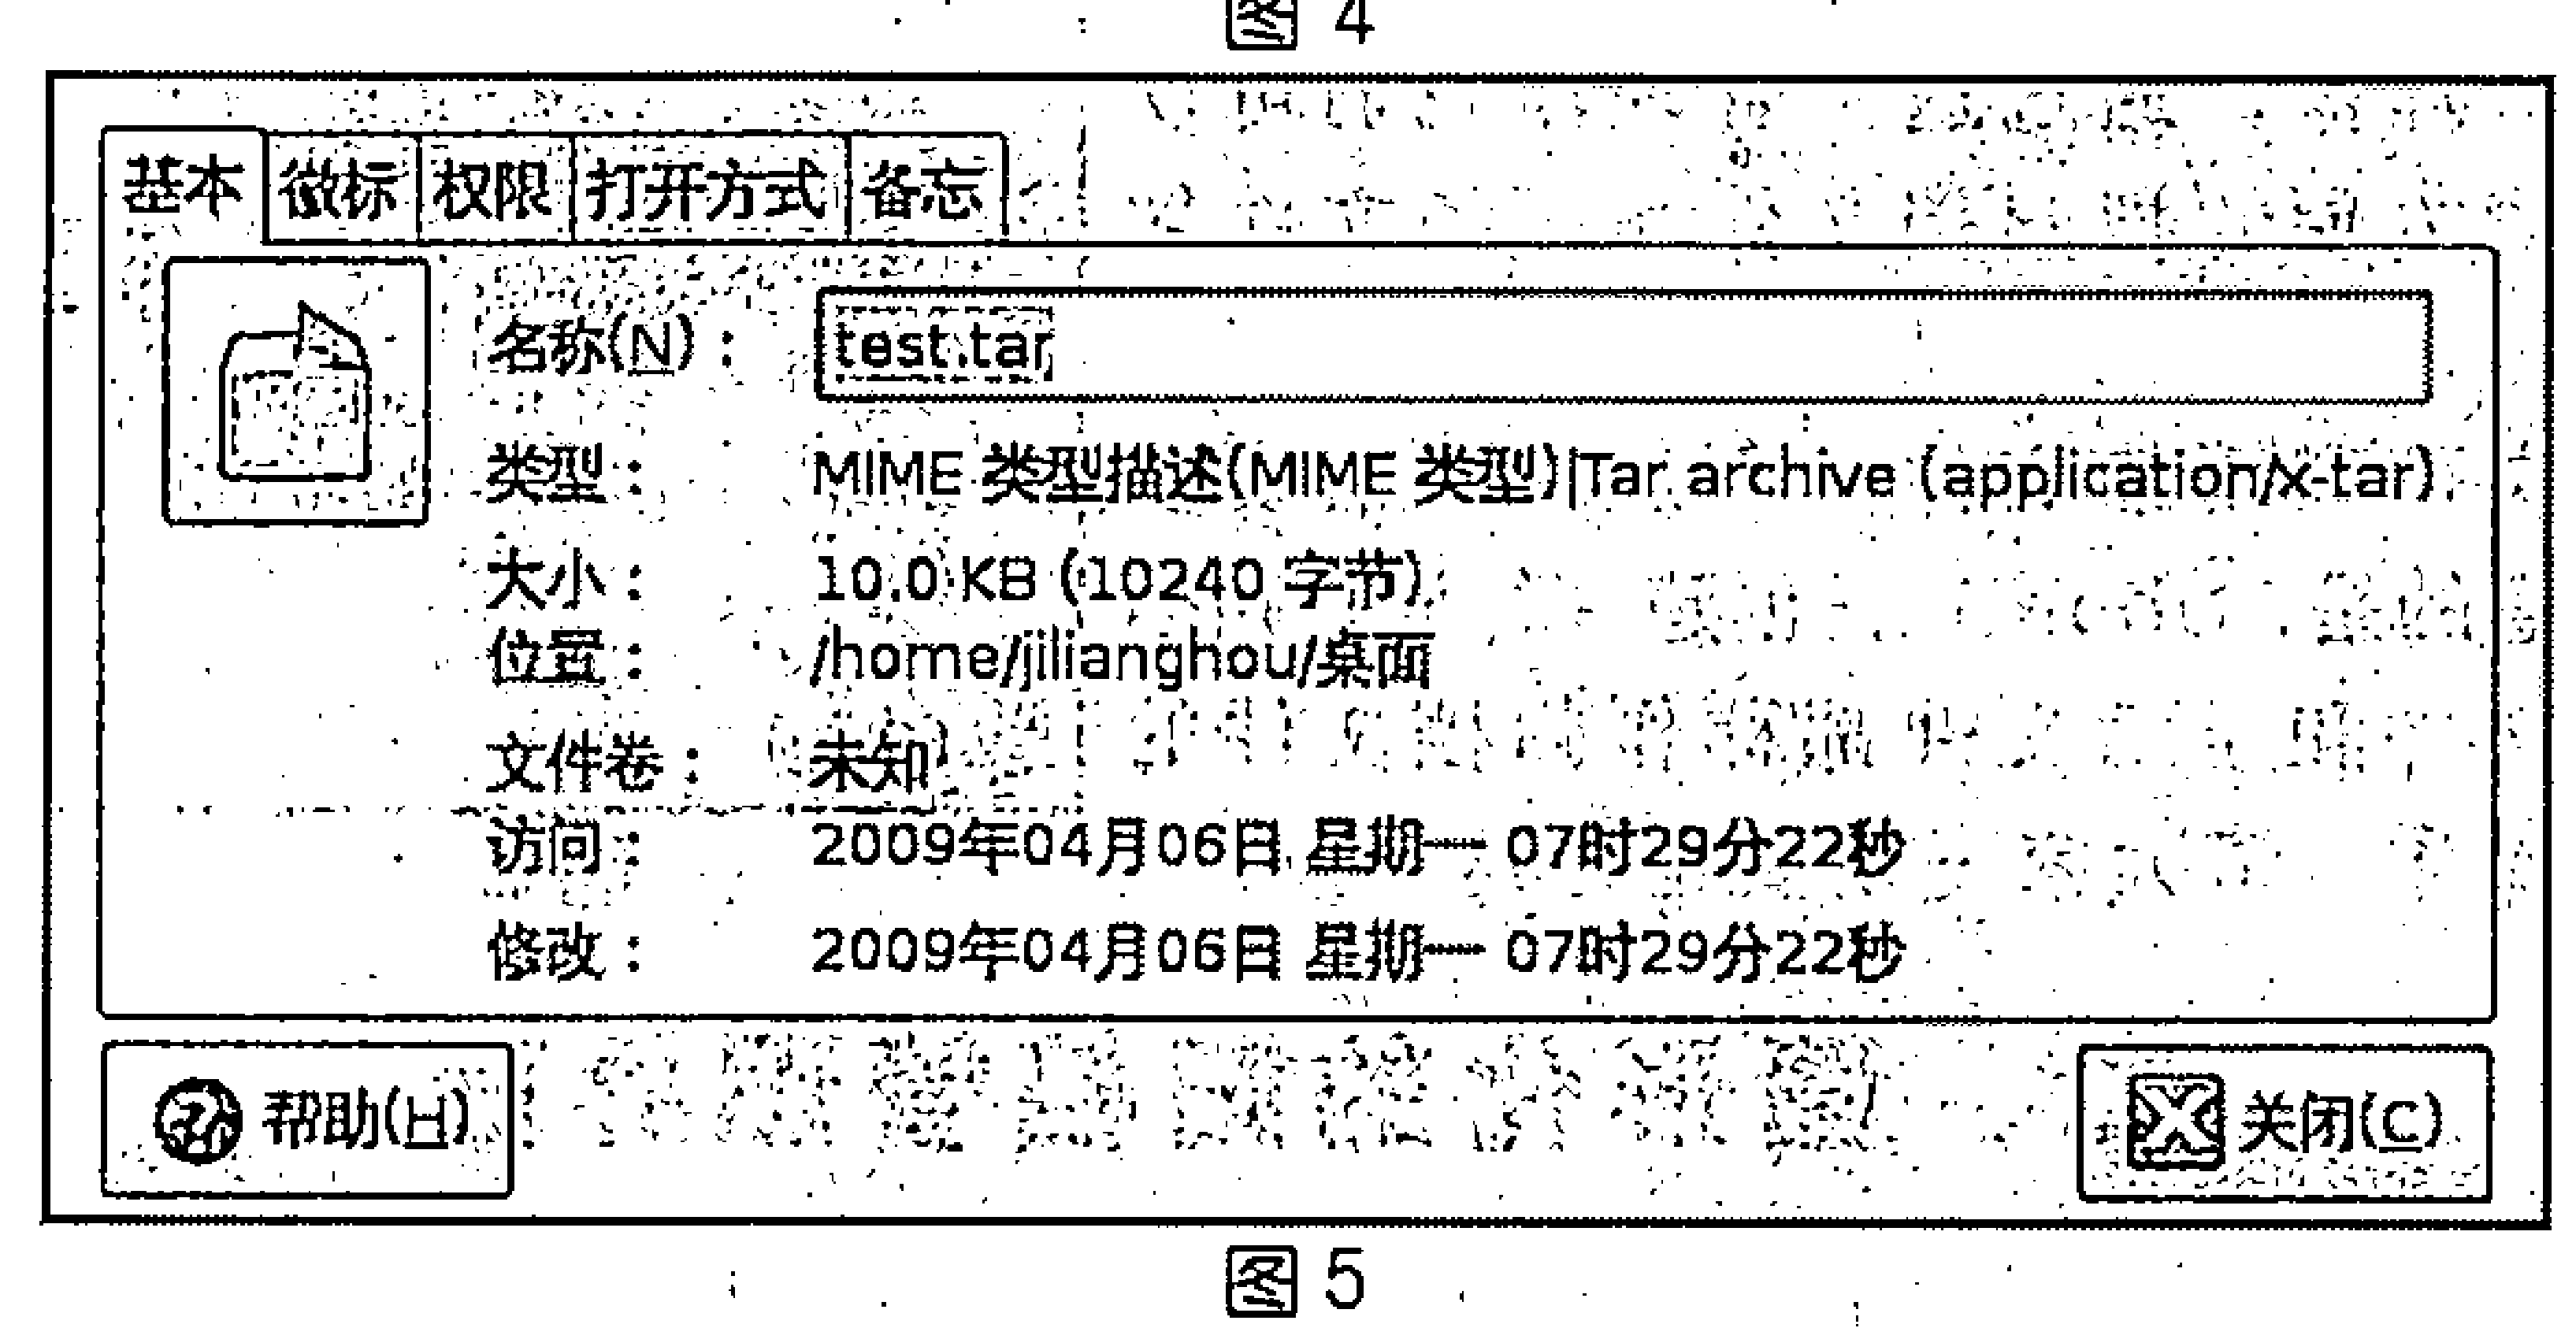 图 4
基本 徽标 权限 打开方式 备忘
名称(N)： test.tar
类型： MIME 类型描述(MIME 类型)|Tar archive (application/x-tar)
大小： 10.0 KB (10240 字节)
位置： /home/jilianghou/桌面
文件卷： 未知
访问： 2009年04月06日 星期一 07时29分22秒
修改： 2009年04月06日 星期一 07时29分22秒
帮助(H) 关闭(C)
图 5